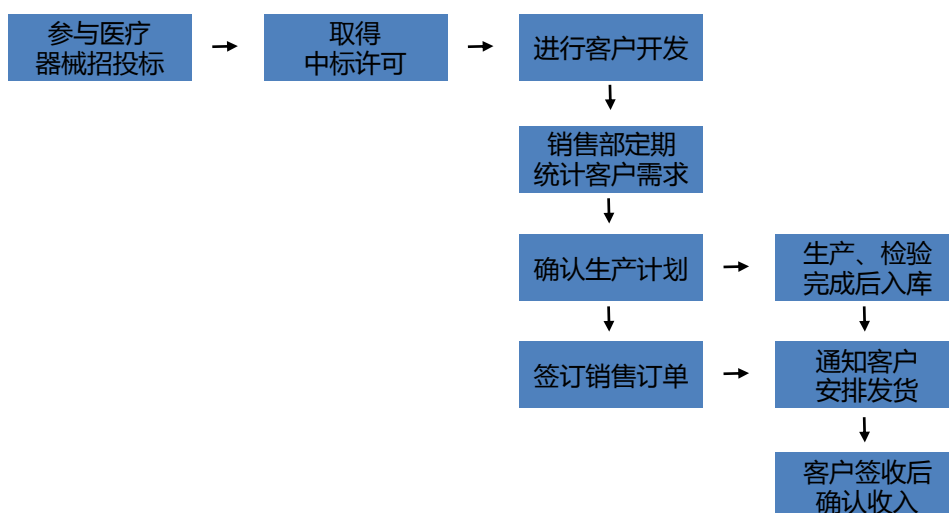 参与医疗
器械招投标
取得
中标许可
进行客户开发
销售部定期
统计客户需求
确认生产计划
生产、检验
完成后入库
签订销售订单
通知客户
安排发货
客户签收后
确认收入